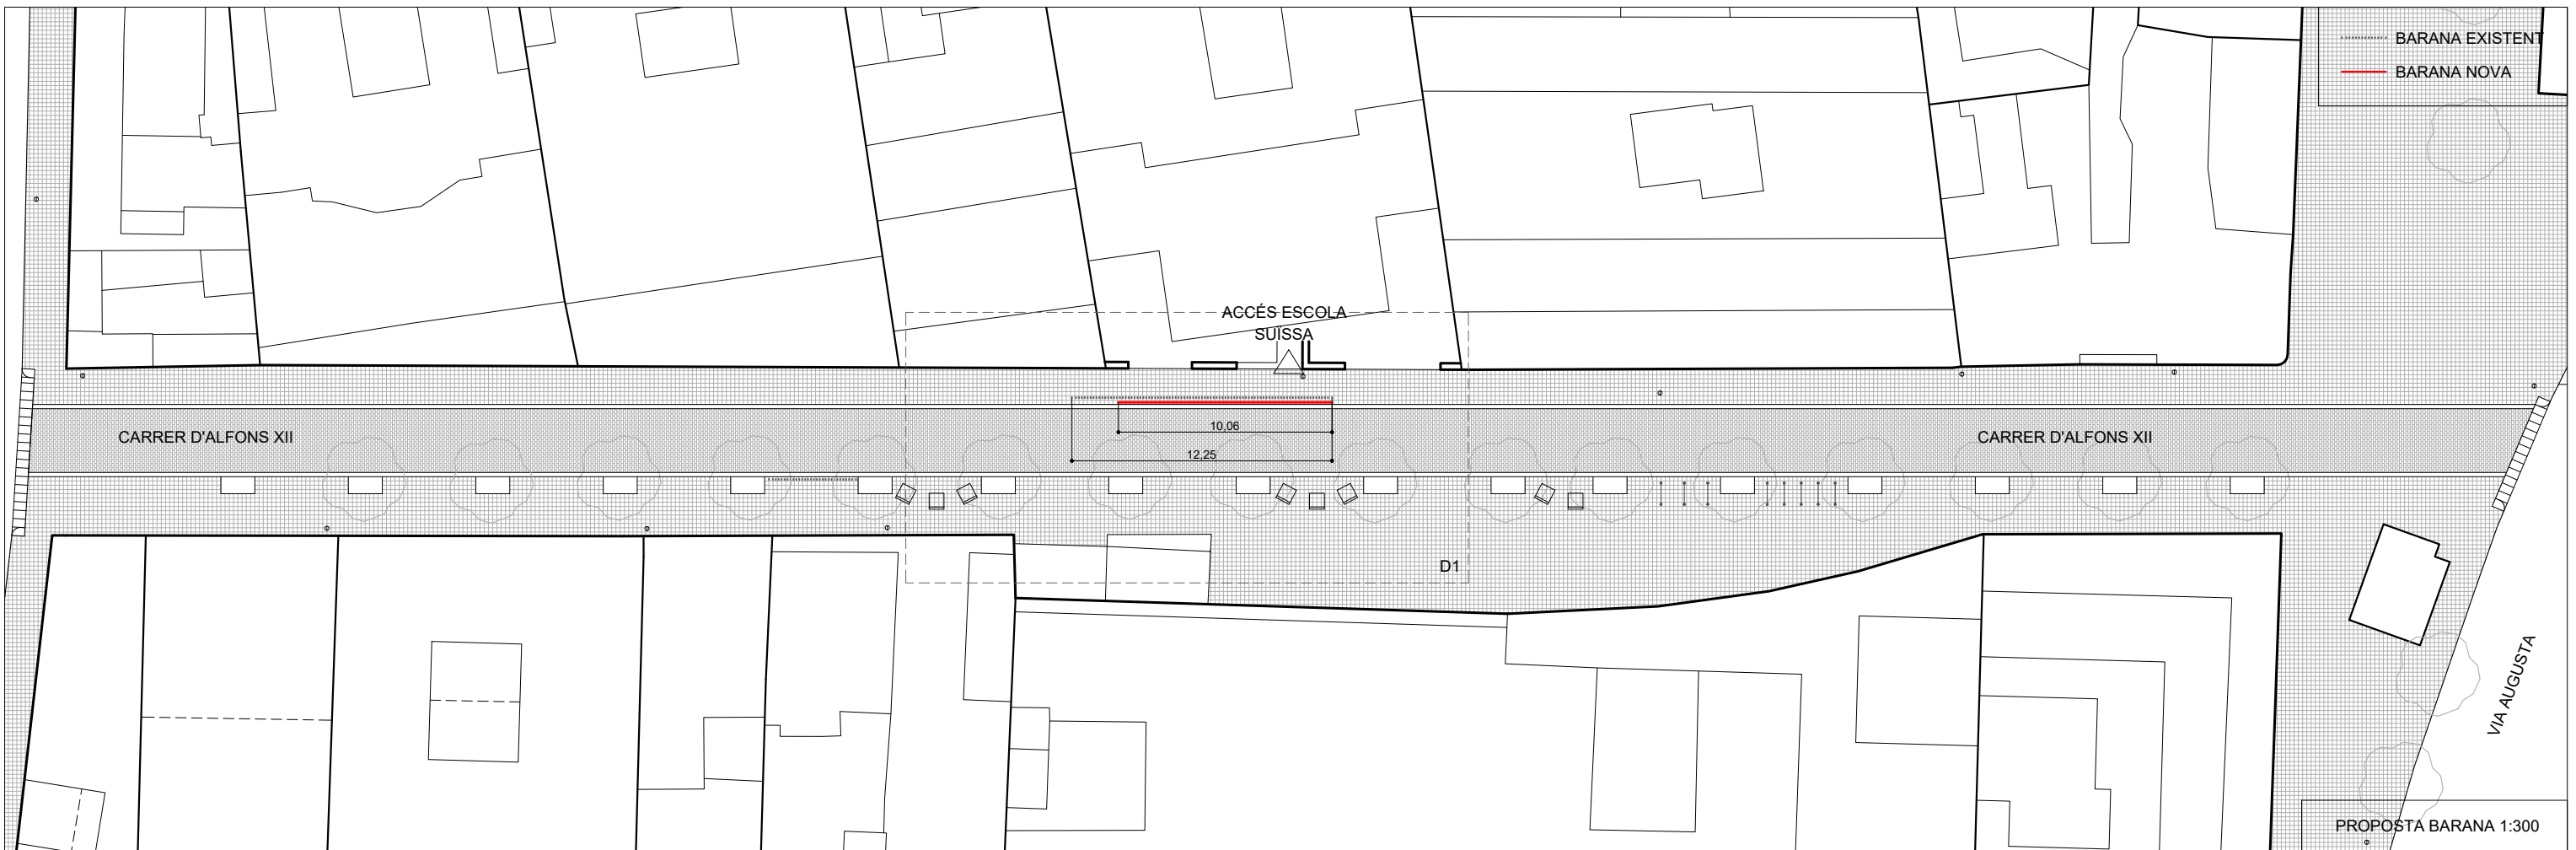 BARANA EXISTENT
BARANA NOVA
ACCÉS ESCOLA
SUÏSSA
CARRER D'ALFONS XII
10,06
CARRER D'ALFONS XII
12,25
D1
VIA AUGUSTA
PROPOSTA BARANA 1:300